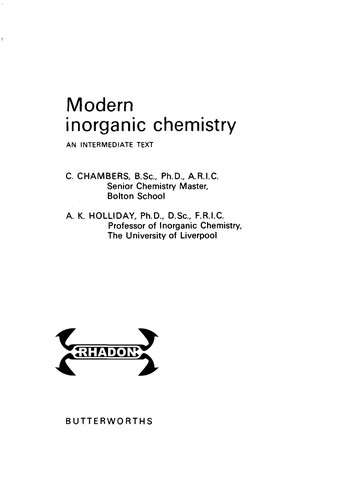 Modern
inorganic chemistry
AN INTERMEDIATE TEXT
C. CHAMBERS, B.Sc., Ph.D., A.R.I.C.
Senior Chemistry Master,
Bolton School
A. K. HOLLIDAY, Ph.D., D.Sc., F.R.I.C.
Professor of Inorganic Chemistry,
The University of Liverpool
RHADON
BUTTERWORTHS